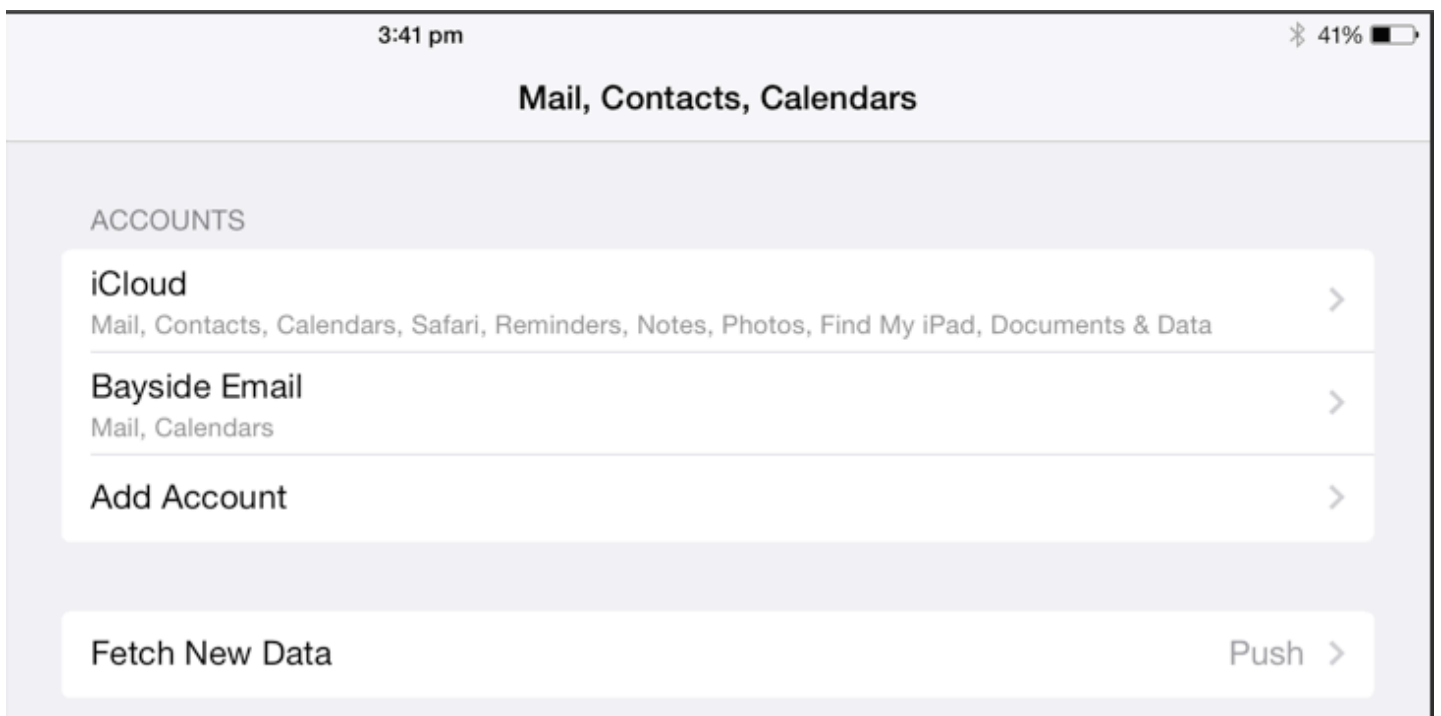 3:41 pm 41%
Mail, Contacts, Calendars
ACCOUNTS
iCloud
Mail, Contacts, Calendars, Safari, Reminders, Notes, Photos, Find My iPad, Documents & Data
Bayside Email
Mail, Calendars
Add Account
Fetch New Data Push